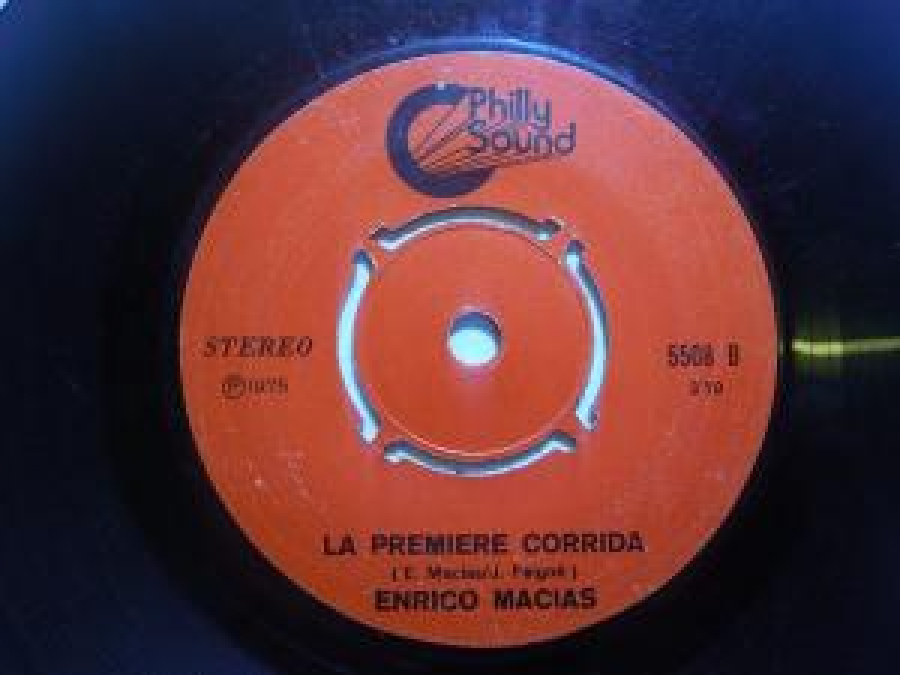 Philly
Sound
STEREO
5508 B
℗ 1975
LA PREMIERE CORRIDA
ENRICO MACIAS